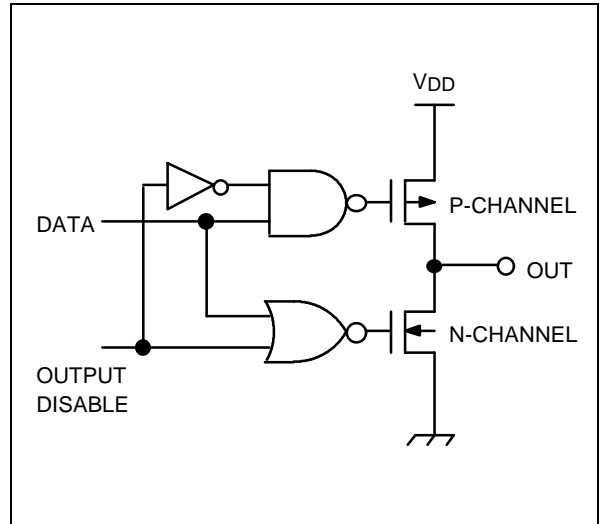 VDD
P-CHANNEL
DATA
OUT
N-CHANNEL
OUTPUT
DISABLE